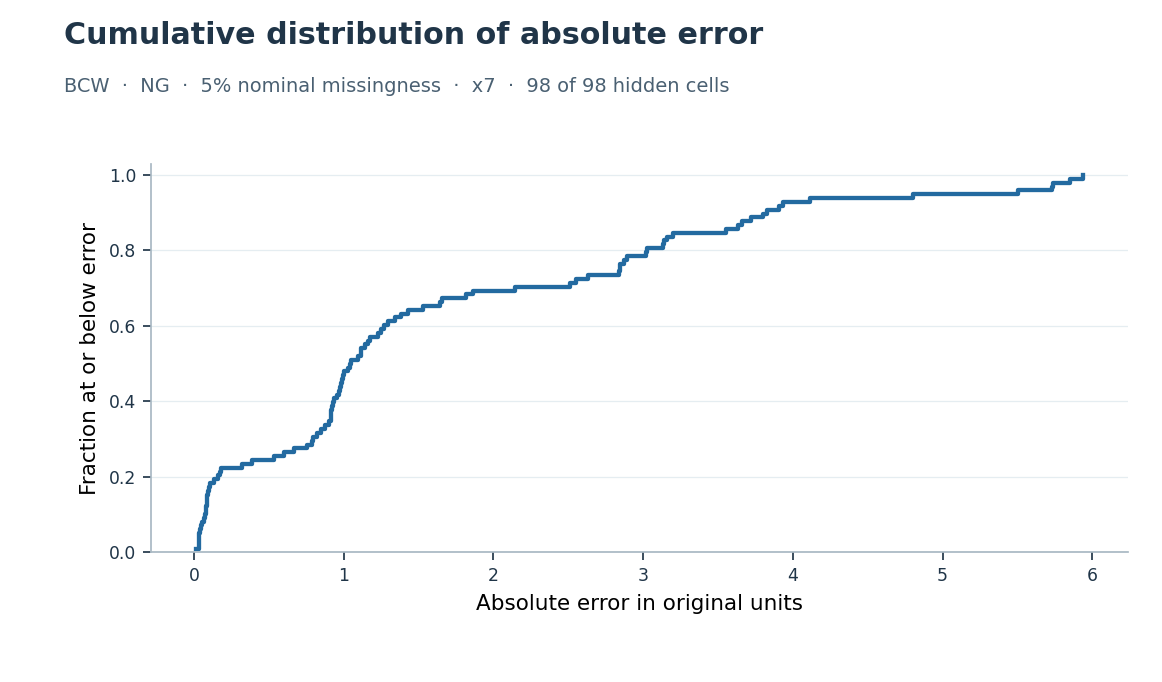 Cumulative distribution of absolute error
BCW · NG · 5% nominal missingness · x7 · 98 of 98 hidden cells
Fraction at or below error
1.0
0.8
0.6
0.4
0.2
0.0
0 1 2 3 4 5 6
Absolute error in original units